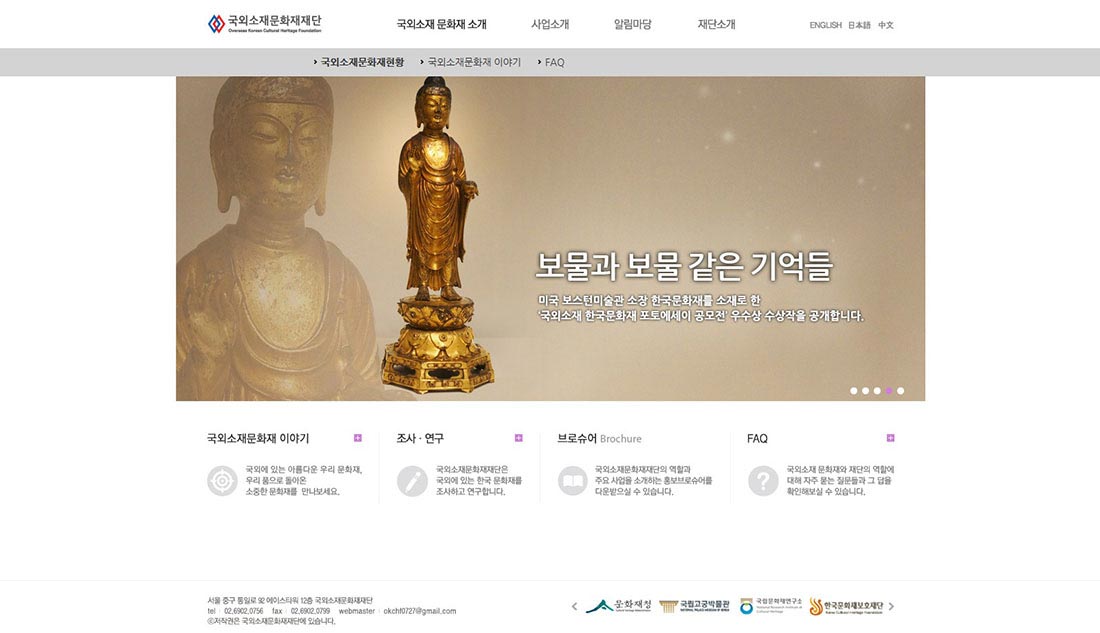 국외소재문화재재단
Overseas Korean Cultural Heritage Foundation
국외소재 문화재 소개 사업소개 알림마당 재단소개
ENGLISH 日本語 中文
국외소재문화재현황 국외소재문화재 이야기 FAQ
보물과 보물 같은 기억들
미국 보스턴미술관 소장 한국문화재를 소재로 한
'국외소재 한국문화재 포토에세이 공모전' 우수상 수상작을 공개합니다.
국외소재문화재 이야기
국외에 있는 아름다운 우리 문화재,
우리 품으로 돌아온
소중한 문화재를 만나보세요.
조사 · 연구
국외소재문화재재단은
국외에 있는 한국 문화재를
조사하고 연구합니다.
브로슈어 Brochure
국외소재문화재재단의 역할과
주요 사업을 소개하는 홍보브로슈어를
다운받으실 수 있습니다.
FAQ
국외소재 문화재와 재단의 역할에
대해 자주 묻는 질문들과 그 답을
확인해보실 수 있습니다.
서울 중구 통일로 92 에이스타워 12층 국외소재문화재재단
tel 02.6902.0756 fax 02.6902.0799 webmaster okchf0727@gmail.com
ⓒ저작권은 국외소재문화재재단에 있습니다.
문화재청
국립고궁박물관
NATIONAL PALACE MUSEUM OF KOREA
국립문화재연구소
National Research Institute of
Cultural Heritage
한국문화재보호재단
Korea Cultural Heritage Foundation